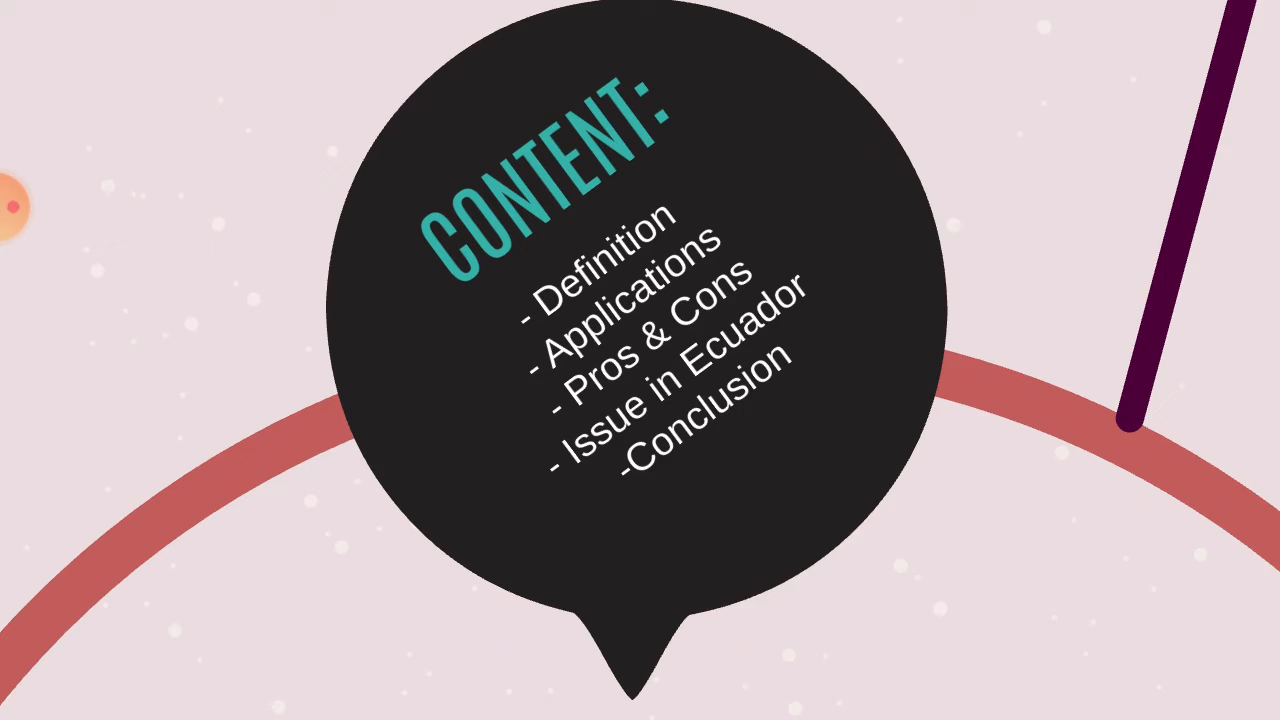 CONTENT:
- Definition
- Applications
- Pros & Cons
- Issue in Ecuador
-Conclusion